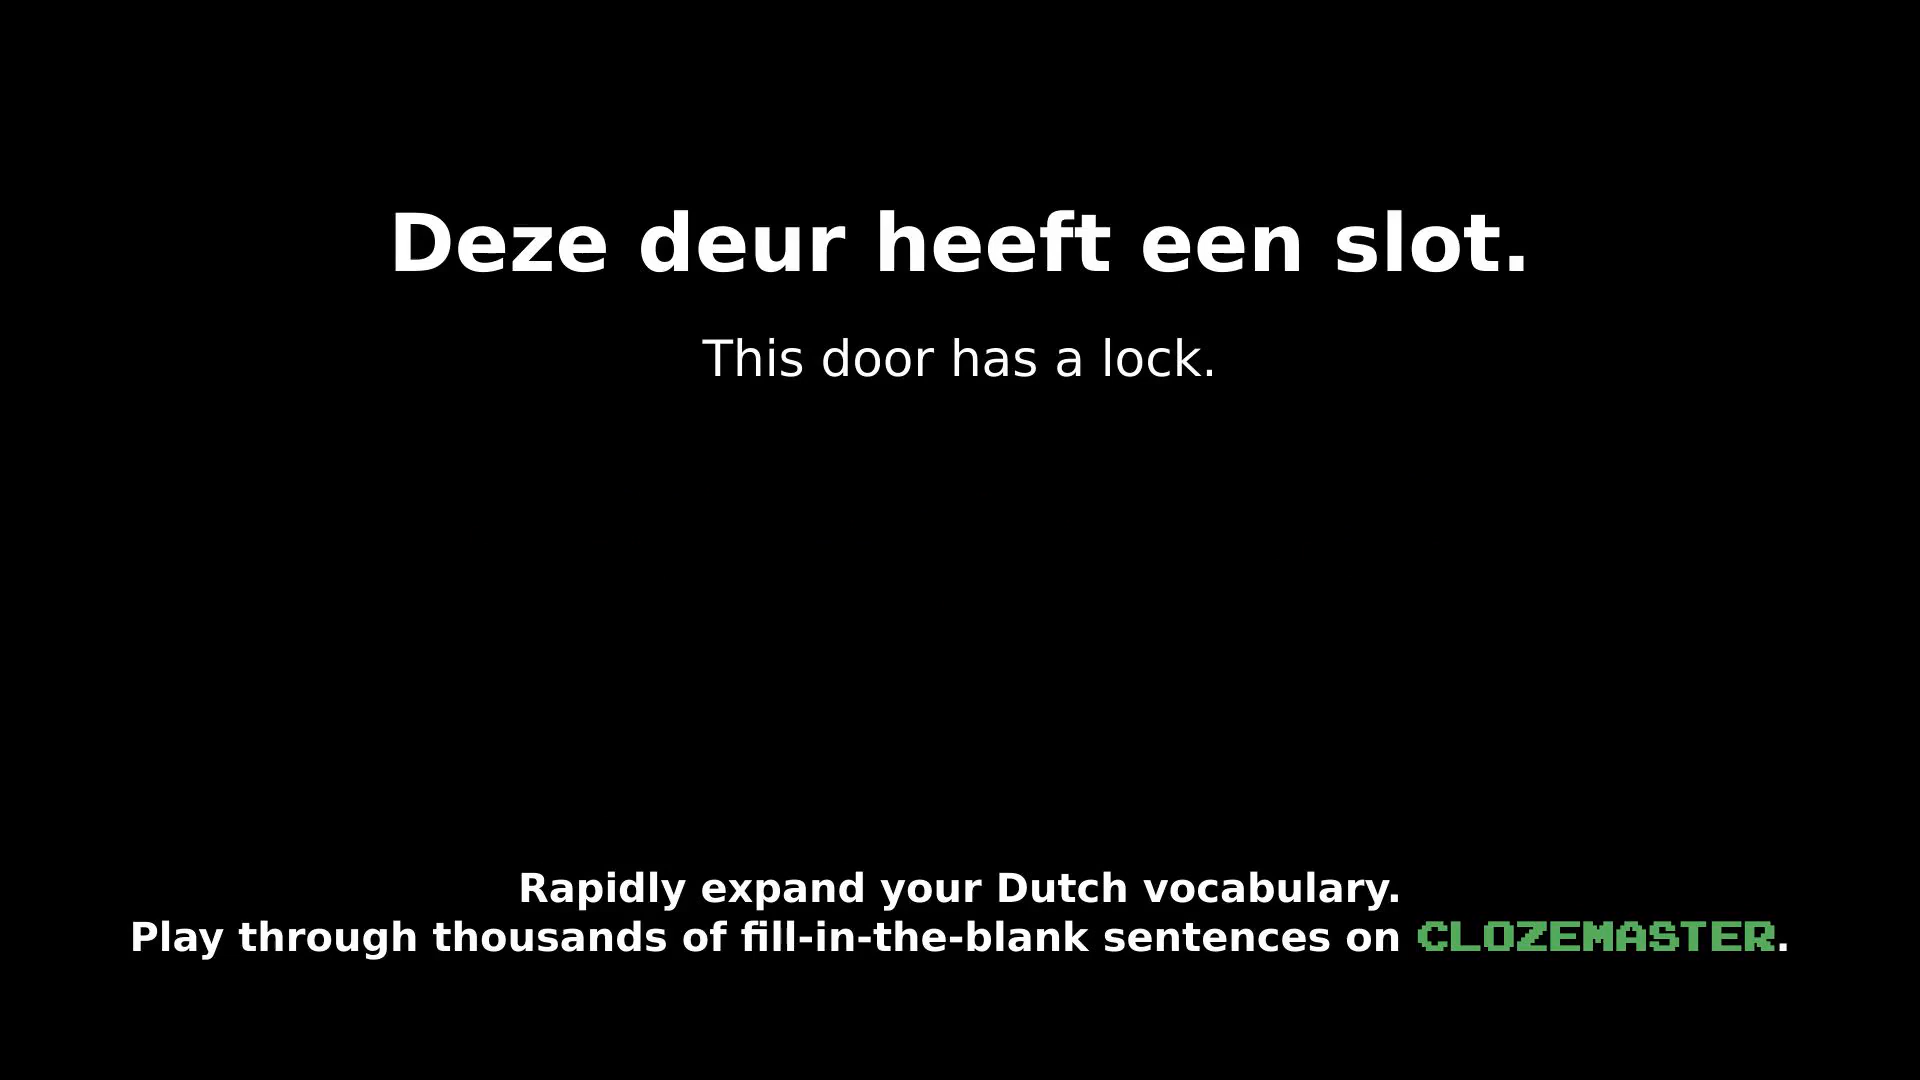 Deze deur heeft een slot.
This door has a lock.
Rapidly expand your Dutch vocabulary.
Play through thousands of fill-in-the-blank sentences on CLOZEMASTER.